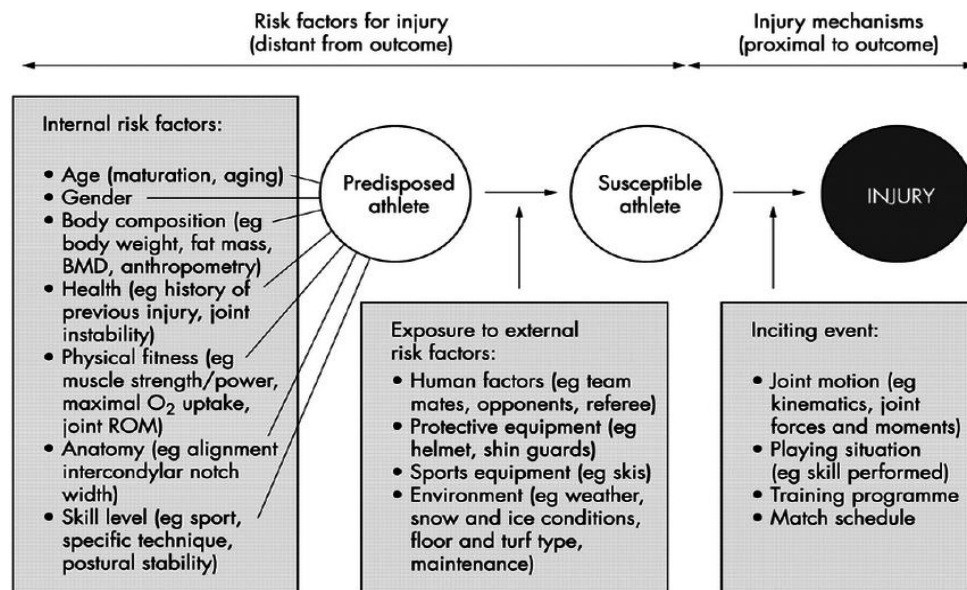 Risk factors for injury
(distant from outcome)
Injury mechanisms
(proximal to outcome)
Internal risk factors:
• Age (maturation, aging)
• Gender
• Body composition (eg
body weight, fat mass,
BMD, anthropometry)
• Health (eg history of
previous injury, joint
instability)
• Physical fitness (eg
muscle strength/power,
maximal O2 uptake,
joint ROM)
• Anatomy (eg alignment
intercondylar notch
width)
• Skill level (eg sport,
specific technique,
postural stability)
Predisposed
athlete
Susceptible
athlete
INJURY
Exposure to external
risk factors:
• Human factors (eg team
mates, opponents, referee)
• Protective equipment (eg
helmet, shin guards)
• Sports equipment (eg skis)
• Environment (eg weather,
snow and ice conditions,
floor and turf type,
maintenance)
Inciting event:
• Joint motion (eg
kinematics, joint
forces and moments)
• Playing situation
(eg skill performed)
• Training programme
• Match schedule